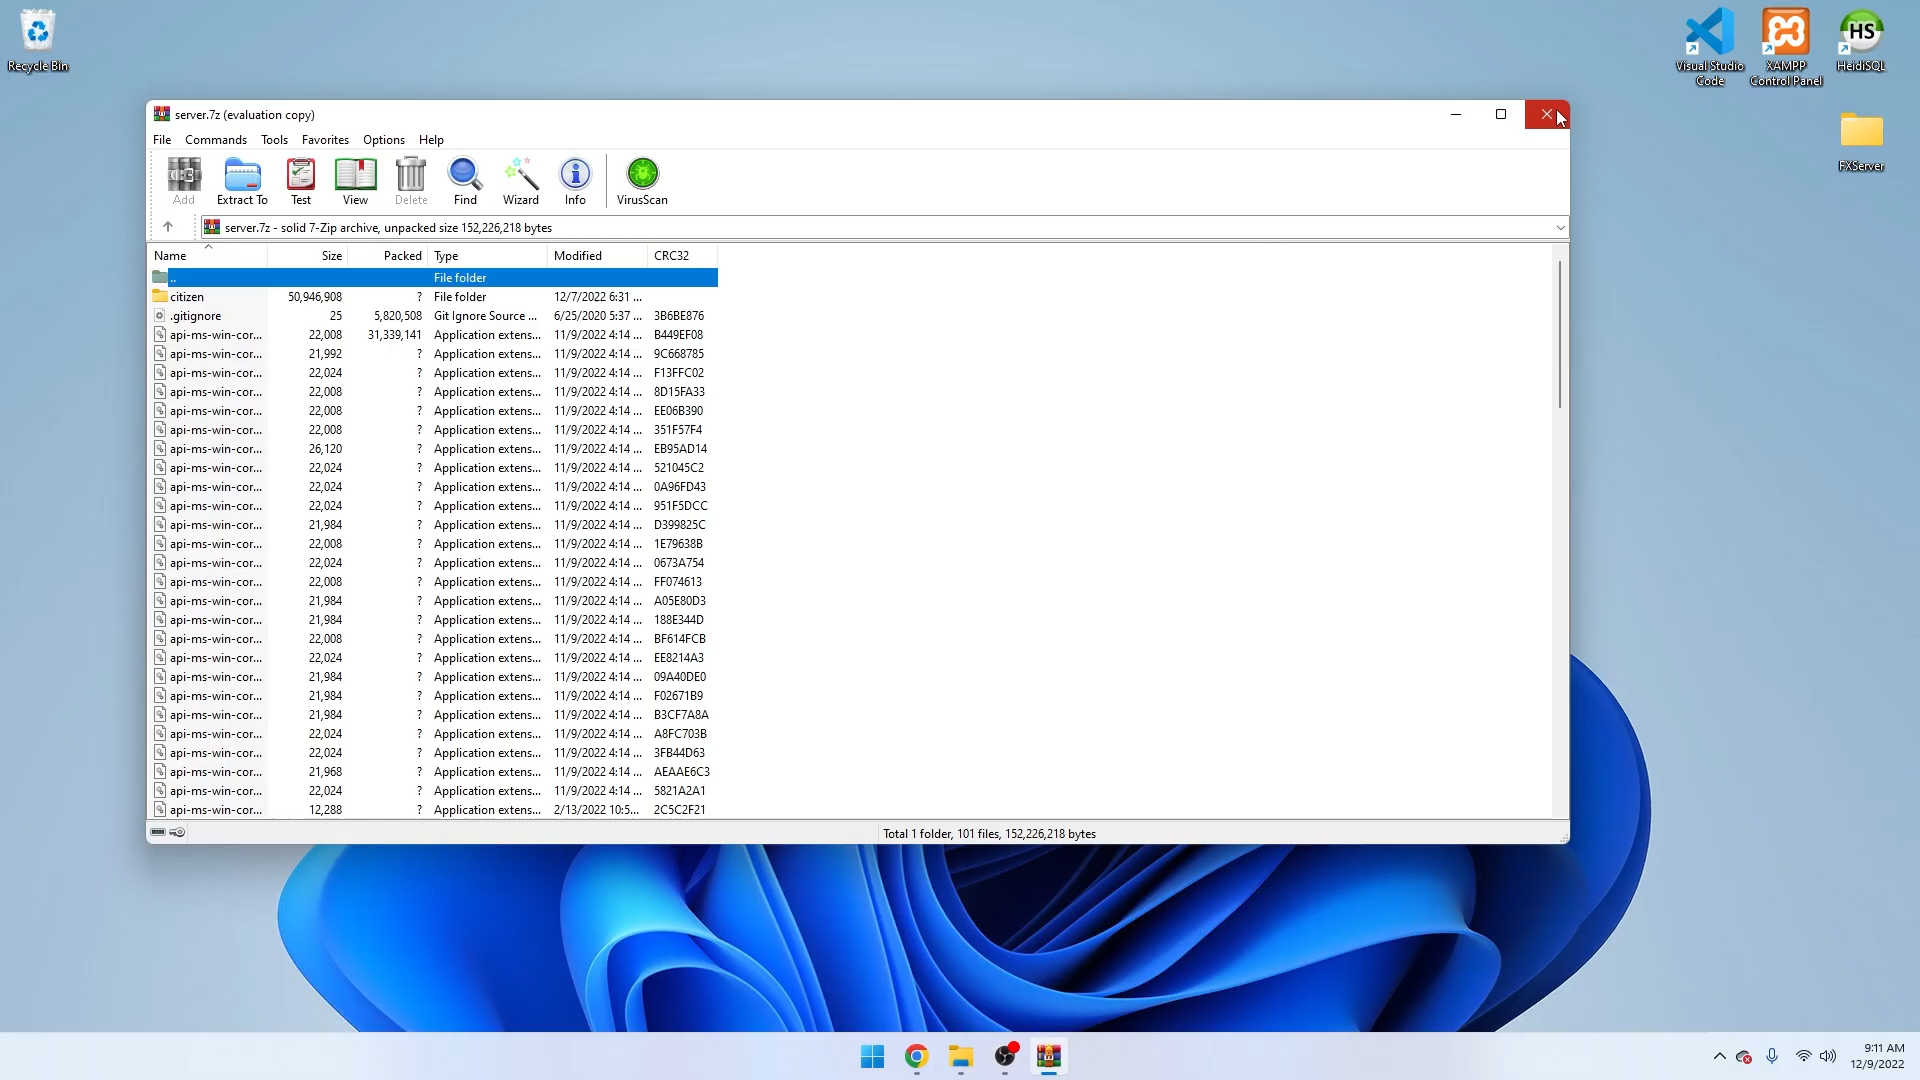 Recycle Bin
Visual Studio Code
XAMPP Control Panel
HS
HeidiSQL
FXServer
server.7z (evaluation copy)
File Commands Tools Favorites Options Help
Add Extract To Test View Delete Find Wizard Info VirusScan
server.7z - solid 7-Zip archive, unpacked size 152,226,218 bytes
Name Size Packed Type Modified CRC32
.. File folder
citizen 50,946,908 ? File folder 12/7/2022 6:31 ...
.gitignore 25 5,820,508 Git Ignore Source ... 6/25/2020 5:37 ... 3B6BE876
api-ms-win-cor... 22,008 31,339,141 Application extens... 11/9/2022 4:14 ... B449EF08
api-ms-win-cor... 21,992 ? Application extens... 11/9/2022 4:14 ... 9C668785
api-ms-win-cor... 22,024 ? Application extens... 11/9/2022 4:14 ... F13FFC02
api-ms-win-cor... 22,008 ? Application extens... 11/9/2022 4:14 ... 8D15FA33
api-ms-win-cor... 22,008 ? Application extens... 11/9/2022 4:14 ... EE06B390
api-ms-win-cor... 22,008 ? Application extens... 11/9/2022 4:14 ... 351F57F4
api-ms-win-cor... 26,120 ? Application extens... 11/9/2022 4:14 ... EB95AD14
api-ms-win-cor... 22,024 ? Application extens... 11/9/2022 4:14 ... 521045C2
api-ms-win-cor... 22,024 ? Application extens... 11/9/2022 4:14 ... 0A96FD43
api-ms-win-cor... 22,024 ? Application extens... 11/9/2022 4:14 ... 951F5DCC
api-ms-win-cor... 21,984 ? Application extens... 11/9/2022 4:14 ... D399825C
api-ms-win-cor... 22,008 ? Application extens... 11/9/2022 4:14 ... 1E79638B
api-ms-win-cor... 22,024 ? Application extens... 11/9/2022 4:14 ... 0673A754
api-ms-win-cor... 22,008 ? Application extens... 11/9/2022 4:14 ... FF074613
api-ms-win-cor... 21,984 ? Application extens... 11/9/2022 4:14 ... A05E80D3
api-ms-win-cor... 21,984 ? Application extens... 11/9/2022 4:14 ... 188E344D
api-ms-win-cor... 22,008 ? Application extens... 11/9/2022 4:14 ... BF614FCB
api-ms-win-cor... 22,024 ? Application extens... 11/9/2022 4:14 ... EE8214A3
api-ms-win-cor... 21,984 ? Application extens... 11/9/2022 4:14 ... 09A40DE0
api-ms-win-cor... 21,984 ? Application extens... 11/9/2022 4:14 ... F02671B9
api-ms-win-cor... 21,984 ? Application extens... 11/9/2022 4:14 ... B3CF7A8A
api-ms-win-cor... 22,024 ? Application extens... 11/9/2022 4:14 ... A8FC703B
api-ms-win-cor... 22,024 ? Application extens... 11/9/2022 4:14 ... 3FB44D63
api-ms-win-cor... 21,968 ? Application extens... 11/9/2022 4:14 ... AEAAE6C3
api-ms-win-cor... 22,024 ? Application extens... 11/9/2022 4:14 ... 5821A2A1
api-ms-win-cor... 12,288 ? Application extens... 2/13/2022 10:5... 2C5C2F21
Total 1 folder, 101 files, 152,226,218 bytes
9:11 AM
12/9/2022